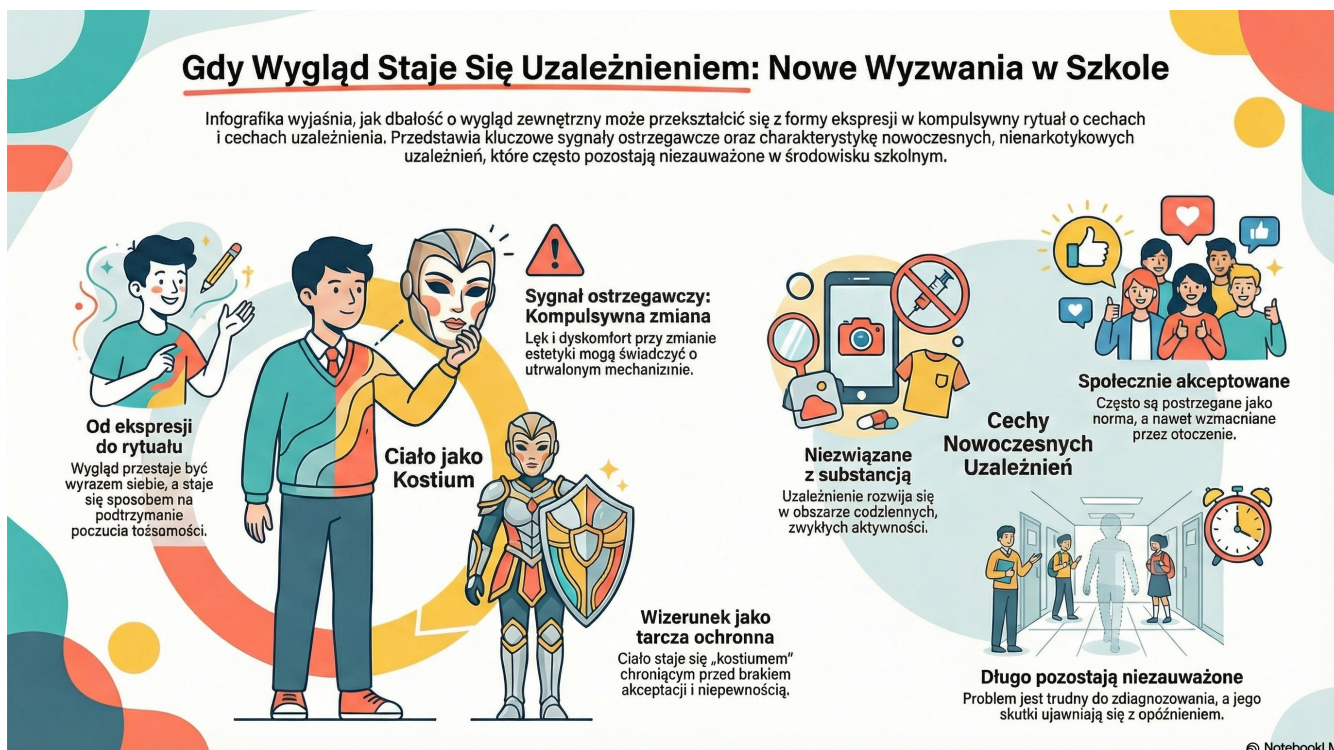 Gdy Wygląd Staje Się Uzależnieniem: Nowe Wyzwania w Szkole
Infografika wyjaśnia, jak dbałość o wygląd zewnętrzny może przekształcić się z formy ekspresji w kompulsywny rytuał o cechach
i cechach uzależnienia. Przedstawia kluczowe sygnały ostrzegawcze oraz charakterystykę nowoczesnych, nienarkotykowych
uzależnień, które często pozostają niezauważone w środowisku szkolnym.
Od ekspresji
do rytuału
Wygląd przestaje być
wyrazem siebie, a staje
się sposobem na
podtrzymanie
poczucia tożsomości.
Sygnał ostrzegawczy:
Kompulsywna zmiana
Lęk i dyskomfort przy zmianie
estetyki mogą świadczyć o
utrwalonym mechanizmie.
Ciało jako
Kostium
Wizerunek jako
tarcza ochronna
Ciało staje się „kostiumem”
chroniącym przed brakiem
akceptacji i niepewnością.
Cechy
Nowoczesnych
Uzależnień
Niezwiązane
z substancją
Uzależnienie rozwija się
w obszarze codzlennych,
zwykłych aktywności.
Społecznie akceptowane
Często są postrzegane jako
norma, a nawet wzmacniane
przez otoczenie.
Długo pozostają niezauważone
Problem jest trudny do zdiagnozowania, a jego
skutki ujawniają się z opóźnieniem.
NotebookLM